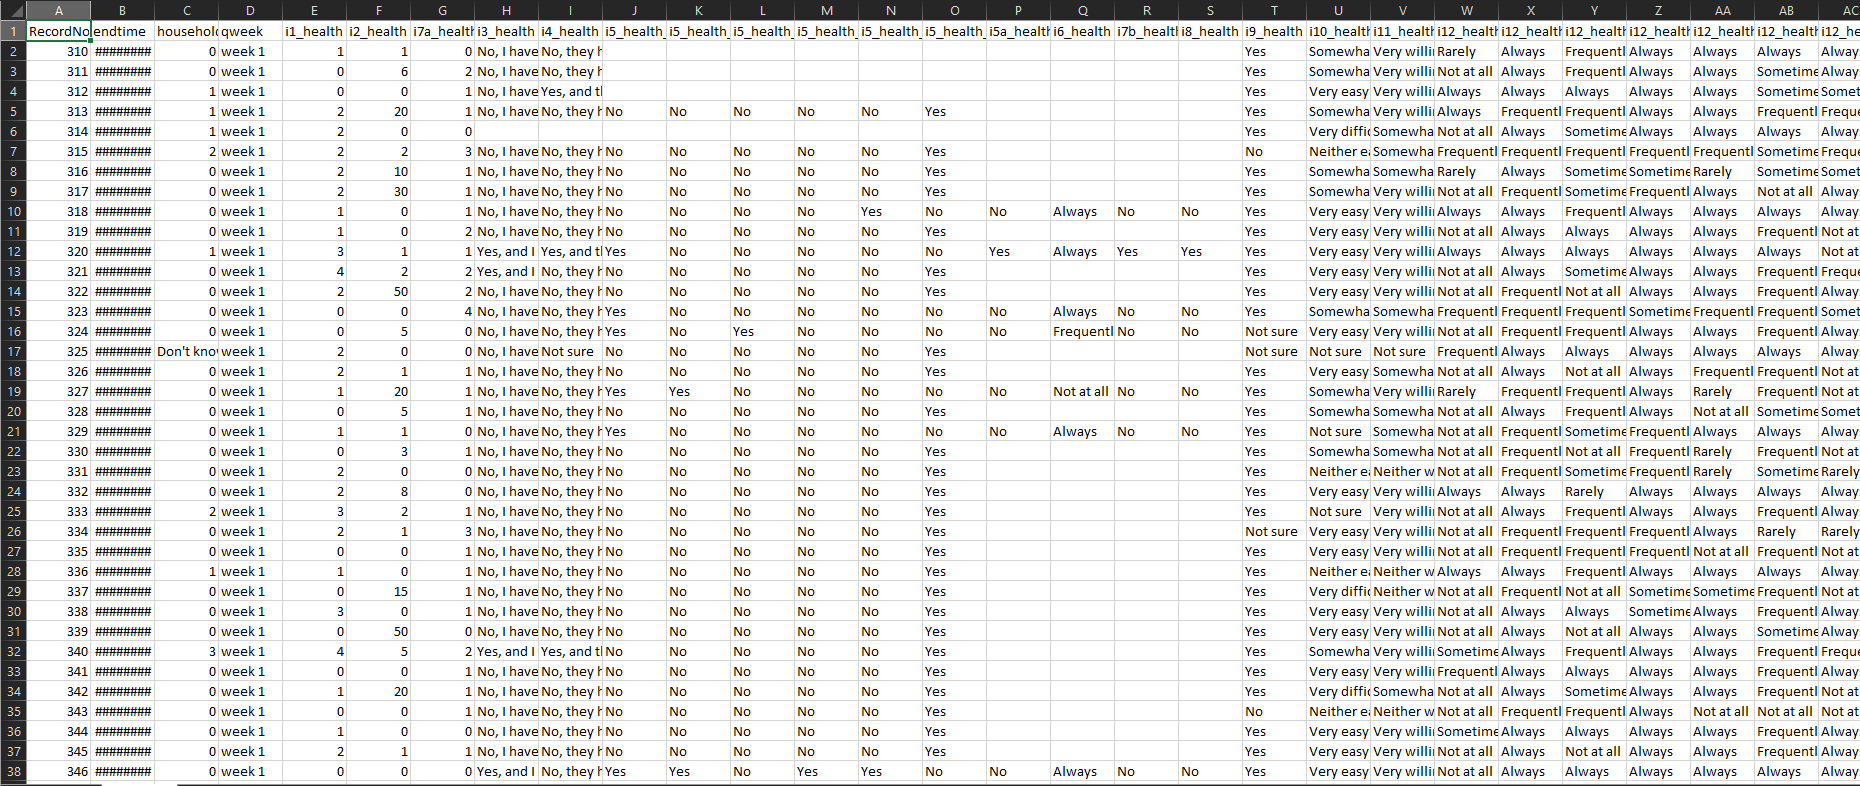 A B C D E F G H I J K L M N O P Q R S T U V W X Y Z AA AB AC
1 RecordNo endtime househol qweek i1_health i2_health i7a_healt i3_health i4_health i5_health_ i5_health_ i5_health_ i5_health_ i5_health_ i5_health_ i5a_health i6_health i7b_health i8_health i9_health i10_health i11_health i12_health i12_health i12_health i12_health i12_health i12_health i12_he
2 310 ######## 0 week 1 1 1 0 No, I have No, they h Yes Somewha Very willi Rarely Always Frequentl Always Always Always Alway
3 311 ######## 0 week 1 0 6 2 No, I have No, they h Yes Somewha Very willi Not at all Always Frequentl Always Always Sometime Alway
4 312 ######## 1 week 1 0 0 1 No, I have Yes, and th Yes Very easy Very willi Always Always Always Always Always Sometime Somet
5 313 ######## 1 week 1 2 20 1 No, I have No, they h No No No No No Yes Yes Somewha Very willi Always Frequentl Frequentl Always Always Frequentl Freque
6 314 ######## 1 week 1 2 0 0 Yes Very diffic Somewha Not at all Always Sometime Always Always Always Alway
7 315 ######## 2 week 1 2 2 3 No, I have No, they h No No No No No Yes No Neither ea Somewha Frequentl Frequentl Frequentl Frequentl Frequentl Sometime Freque
8 316 ######## 0 week 1 2 10 1 No, I have No, they h No No No No No Yes Yes Somewha Somewha Rarely Always Sometime Sometime Rarely Sometime Somet
9 317 ######## 0 week 1 2 30 1 No, I have No, they h No No No No No Yes Yes Somewha Very willi Not at all Frequentl Sometime Frequentl Always Not at all Alway
10 318 ######## 0 week 1 1 0 1 No, I have No, they h No No No No Yes No No Always No No Yes Very easy Very willi Always Always Frequentl Always Always Always Alway
11 319 ######## 0 week 1 1 0 2 No, I have No, they h No No No No No Yes Yes Very easy Very willi Not at all Always Always Always Always Frequentl Not at
12 320 ######## 1 week 1 3 1 1 Yes, and I Yes, and th Yes No No No No No Yes Always Yes Yes Yes Very easy Very willi Always Always Always Always Always Always Not at
13 321 ######## 0 week 1 4 2 2 Yes, and I No, they h No No No No No Yes Yes Very easy Very willi Not at all Always Sometime Always Always Frequentl Freque
14 322 ######## 0 week 1 2 50 2 No, I have No, they h No No No No No Yes Yes Very easy Very willi Not at all Frequentl Not at all Always Always Frequentl Alway
15 323 ######## 0 week 1 0 0 4 No, I have No, they h Yes No No No No No No Always No No Yes Somewha Somewha Frequentl Frequentl Frequentl Sometime Frequentl Frequentl Somet
16 324 ######## 0 week 1 0 5 0 No, I have No, they h Yes No Yes No No No No Frequentl No No Not sure Very easy Very willi Not at all Frequentl Frequentl Frequentl Always Frequentl Alway
17 325 ######## Don't know week 1 2 0 0 No, I have Not sure No No No No No Yes Not sure Not sure Not sure Frequentl Always Always Always Always Always Alway
18 326 ######## 0 week 1 2 1 1 No, I have No, they h No No No No No Yes Yes Very easy Somewha Not at all Always Not at all Always Frequentl Frequentl Not at
19 327 ######## 0 week 1 1 20 1 No, I have No, they h Yes Yes No No No No No Not at all No No Yes Somewha Very willi Rarely Frequentl Frequentl Always Rarely Frequentl Not at
20 328 ######## 0 week 1 0 5 1 No, I have No, they h No No No No No Yes Yes Somewha Somewha Not at all Always Frequentl Always Not at all Sometime Somet
21 329 ######## 0 week 1 1 1 0 No, I have No, they h Yes No No No No No No Always No No Yes Not sure Somewha Not at all Frequentl Sometime Frequentl Always Always Alway
22 330 ######## 0 week 1 0 3 1 No, I have No, they h No No No No No Yes Yes Somewha Somewha Not at all Frequentl Not at all Frequentl Rarely Frequentl Not at
23 331 ######## 0 week 1 2 0 0 No, I have No, they h No No No No No Yes Yes Neither ea Neither w Not at all Frequentl Sometime Frequentl Rarely Sometime Rarely
24 332 ######## 0 week 1 2 8 0 No, I have No, they h No No No No No Yes Yes Very easy Very willi Always Always Rarely Always Always Always Alway
25 333 ######## 2 week 1 3 2 1 No, I have No, they h No No No No No Yes Yes Not sure Very willi Not at all Always Frequentl Always Always Frequentl Alway
26 334 ######## 0 week 1 2 1 3 No, I have No, they h No No No No No Yes Not sure Very easy Very willi Not at all Frequentl Frequentl Frequentl Always Rarely Rarely
27 335 ######## 0 week 1 0 0 1 No, I have No, they h No No No No No Yes Yes Very easy Very willi Not at all Frequentl Frequentl Frequentl Not at all Frequentl Not at
28 336 ######## 1 week 1 1 0 1 No, I have No, they h No No No No No Yes Yes Neither ea Neither w Always Always Frequentl Always Always Always Alway
29 337 ######## 0 week 1 0 15 1 No, I have No, they h No No No No No Yes Yes Very diffic Neither w Not at all Frequentl Not at all Sometime Sometime Frequentl Not at
30 338 ######## 0 week 1 3 0 1 No, I have No, they h No No No No No Yes Yes Very easy Very willi Not at all Always Always Sometime Always Frequentl Alway
31 339 ######## 0 week 1 0 50 0 No, I have No, they h No No No No No Yes Yes Very easy Very willi Not at all Always Not at all Always Always Sometime Alway
32 340 ######## 3 week 1 4 5 2 Yes, and I Yes, and th No No No No No Yes Yes Somewha Very willi Sometime Always Frequentl Always Always Frequentl Freque
33 341 ######## 0 week 1 0 0 1 No, I have No, they h No No No No No Yes Yes Very easy Very willi Frequentl Always Always Always Always Frequentl Alway
34 342 ######## 0 week 1 1 20 1 No, I have No, they h No No No No No Yes Yes Very diffic Somewha Not at all Always Sometime Always Always Frequentl Not at
35 343 ######## 0 week 1 0 0 1 No, I have No, they h No No No No No Yes No Neither ea Neither w Not at all Frequentl Frequentl Always Not at all Not at all Not at
36 344 ######## 0 week 1 1 0 0 No, I have No, they h No No No No No Yes Yes Very easy Very willi Sometime Always Always Always Always Frequentl Alway
37 345 ######## 0 week 1 2 1 1 No, I have No, they h No No No No No Yes Yes Very easy Very willi Not at all Always Not at all Always Always Frequentl Alway
38 346 ######## 0 week 1 0 0 0 Yes, and I No, they h Yes Yes No Yes Yes No No Always No No Yes Very easy Very willi Not at all Always Always Always Always Frequentl Alway